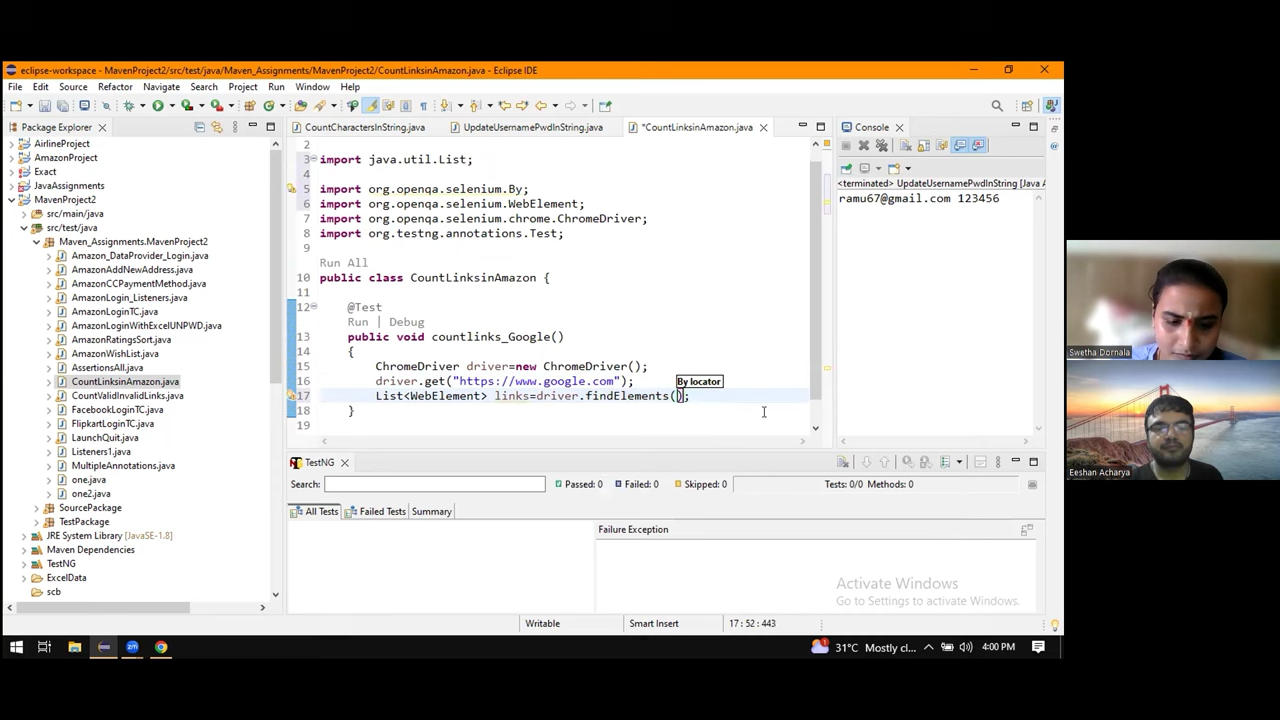 eclipse-workspace - MavenProject2/src/test/java/Maven_Assignments/MavenProject2/CountLinksinAmazon.java - Eclipse IDE
File Edit Source Refactor Navigate Search Project Run Window Help
Package Explorer
AirlineProject
AmazonProject
Exact
JavaAssignments
MavenProject2
src/main/java
src/test/java
Maven_Assignments.MavenProject2
Amazon_DataProvider_Login.java
AmazonAddNewAddress.java
AmazonCCPaymentMethod.java
AmazonLogin_Listeners.java
AmazonLoginTC.java
AmazonLoginWithExcelUNPWD.java
AmazonRatingsSort.java
AmazonWishList.java
AssertionsAll.java
CountLinksinAmazon.java
CountValidInvalidLinks.java
FacebookLoginTC.java
FlipkartLoginTC.java
LaunchQuit.java
Listeners1.java
MultipleAnnotations.java
one.java
one2.java
SourcePackage
TestPackage
JRE System Library [JavaSE-1.8]
Maven Dependencies
TestNG
ExcelData
scb
CountCharactersInString.java UpdateUsernamePwdInString.java *CountLinksinAmazon.java
2
3 import java.util.List;
4
5 import org.openqa.selenium.By;
6 import org.openqa.selenium.WebElement;
7 import org.openqa.selenium.chrome.ChromeDriver;
8 import org.testng.annotations.Test;
9
Run All
10 public class CountLinksinAmazon {
11
12 @Test
Run | Debug
13 public void countlinks_Google()
14 {
15 ChromeDriver driver=new ChromeDriver();
16 driver.get("https://www.google.com");
By locator
17 List<WebElement> links=driver.findElements();
18 }
19
Console
<terminated> UpdateUsernamePwdInString [Java A
ramu67@gmail.com 123456
TestNG
Search: Passed: 0 Failed: 0 Skipped: 0 Tests: 0/0 Methods: 0
All Tests Failed Tests Summary
Failure Exception
Activate Windows
Go to Settings to activate Windows.
Writable Smart Insert 17 : 52 : 443
31°C Mostly cl... 4:00 PM
Swetha Dornala
Eeshan Acharya